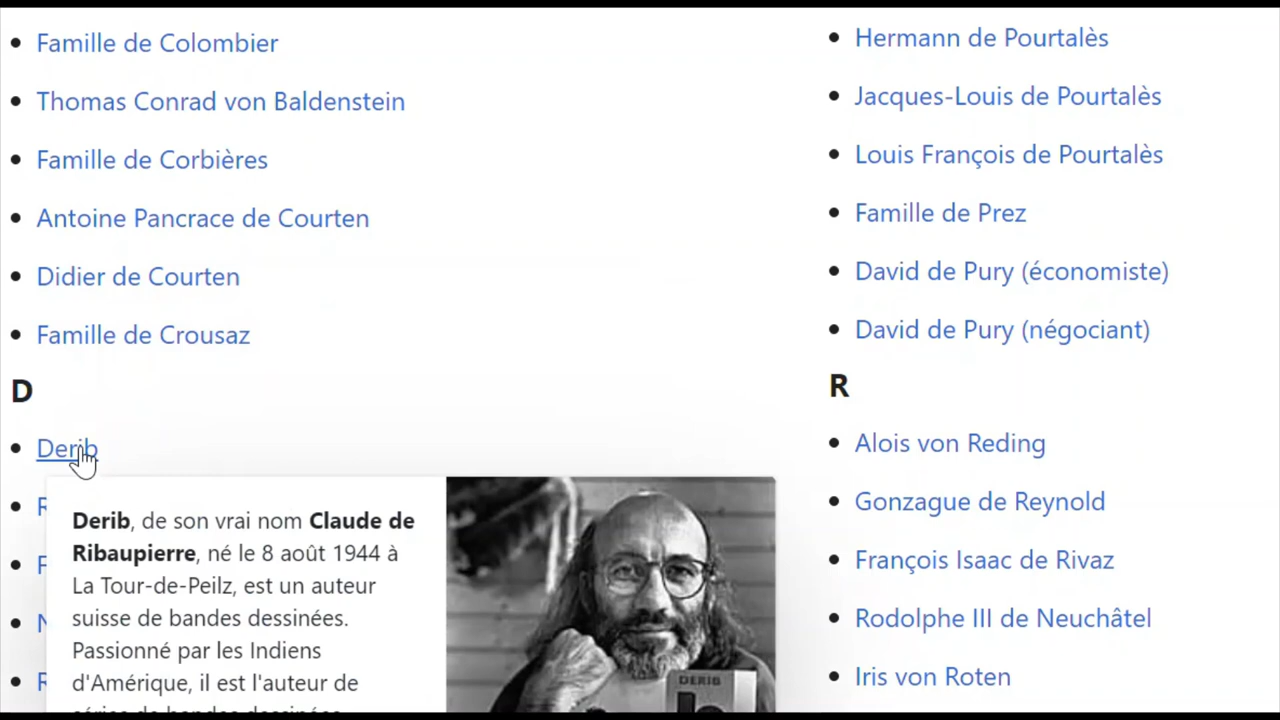 Famille de Colombier
Thomas Conrad von Baldenstein
Famille de Corbières
Antoine Pancrace de Courten
Didier de Courten
Famille de Crousaz
D
Derib
R
F
N
R
Derib, de son vrai nom Claude de
Ribaupierre, né le 8 août 1944 à
La Tour-de-Peilz, est un auteur
suisse de bandes dessinées.
Passionné par les Indiens
d'Amérique, il est l'auteur de
séries de bandes dessinées
DERIB
Hermann de Pourtalès
Jacques-Louis de Pourtalès
Louis François de Pourtalès
Famille de Prez
David de Pury (économiste)
David de Pury (négociant)
R
Alois von Reding
Gonzague de Reynold
François Isaac de Rivaz
Rodolphe III de Neuchâtel
Iris von Roten